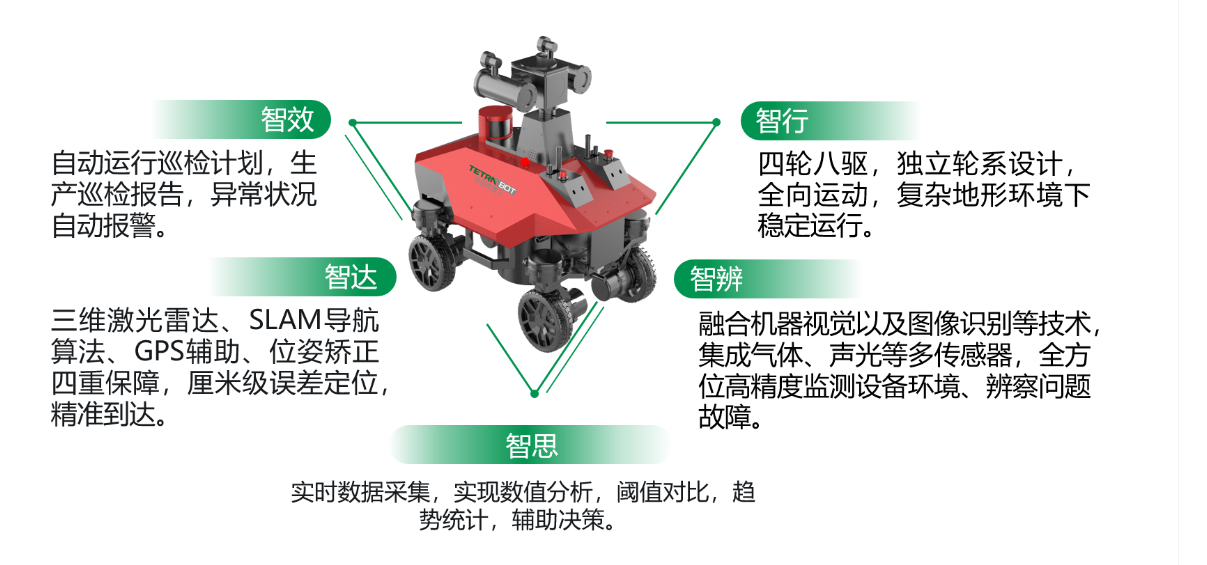 智效
自动运行巡检计划，生
产巡检报告，异常状况
自动报警。
智行
四轮八驱，独立轮系设计，
全向运动，复杂地形环境下
稳定运行。
TETRABOT
智达
三维激光雷达、SLAM导航
算法、GPS辅助、位姿矫正
四重保障，厘米级误差定位，
精准到达。
智辨
融合机器视觉以及图像识别等技术，
集成气体、声光等多传感器，全方
位高精度监测设备环境、辨察问题
故障。
智思
实时数据采集，实现数值分析，阈值对比，趋
势统计，辅助决策。